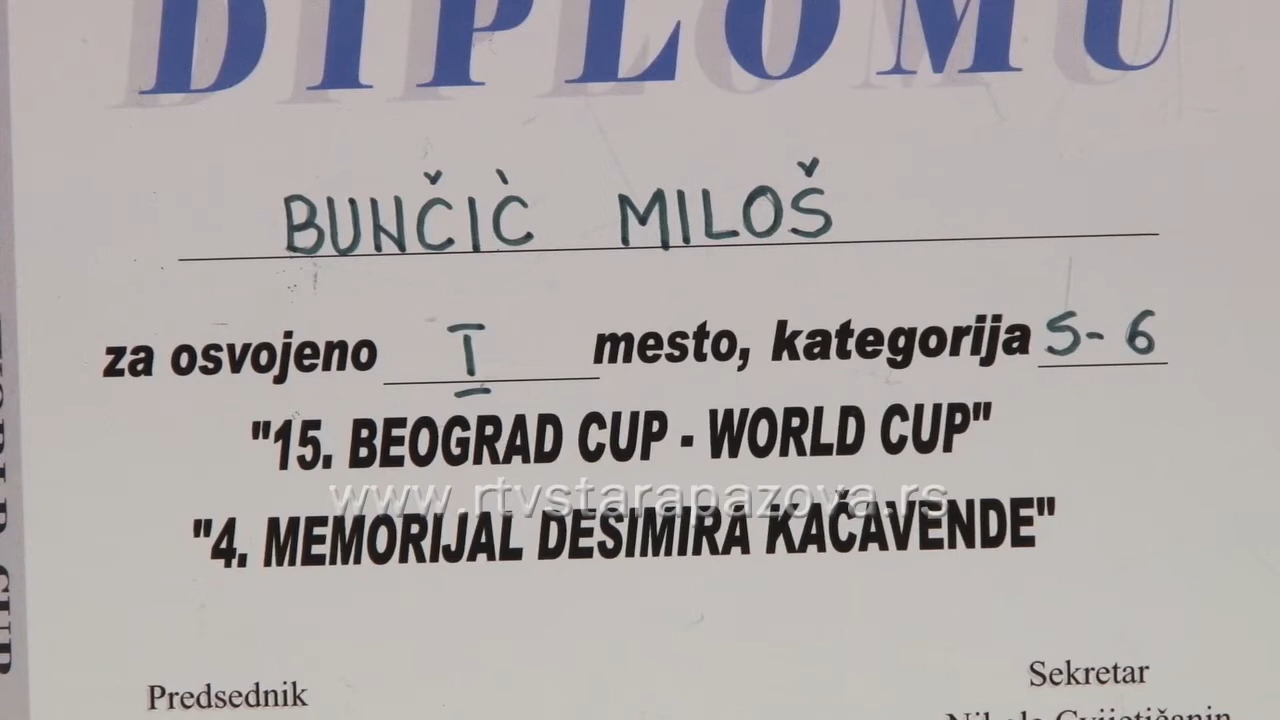 DIPLOMU
BUNČIĆ MILOŠ
za osvojeno I mesto, kategorija 5-6
"15. BEOGRAD CUP - WORLD CUP"
www.rtvstarapazova.rs
"4. MEMORIJAL DESIMIRA KAČAVENDE"
Predsednik
Sekretar